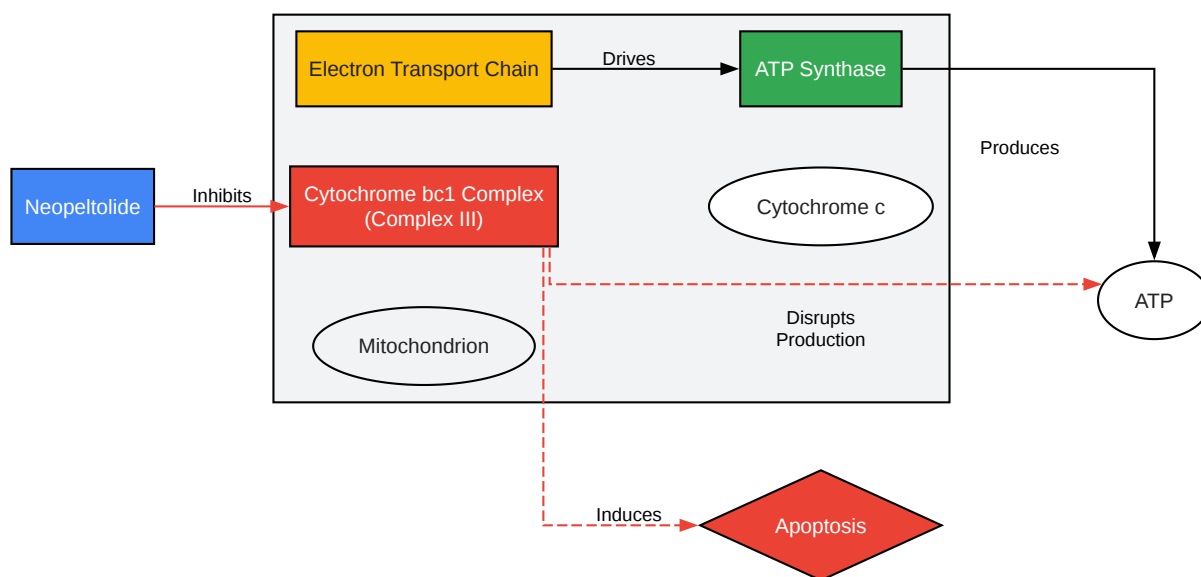 Electron Transport Chain
Drives
ATP Synthase
Produces
Neopeltolide
Inhibits
Cytochrome bc1 Complex
(Complex III)
Cytochrome c
ATP
Disrupts
Production
Mitochondrion
Induces
Apoptosis